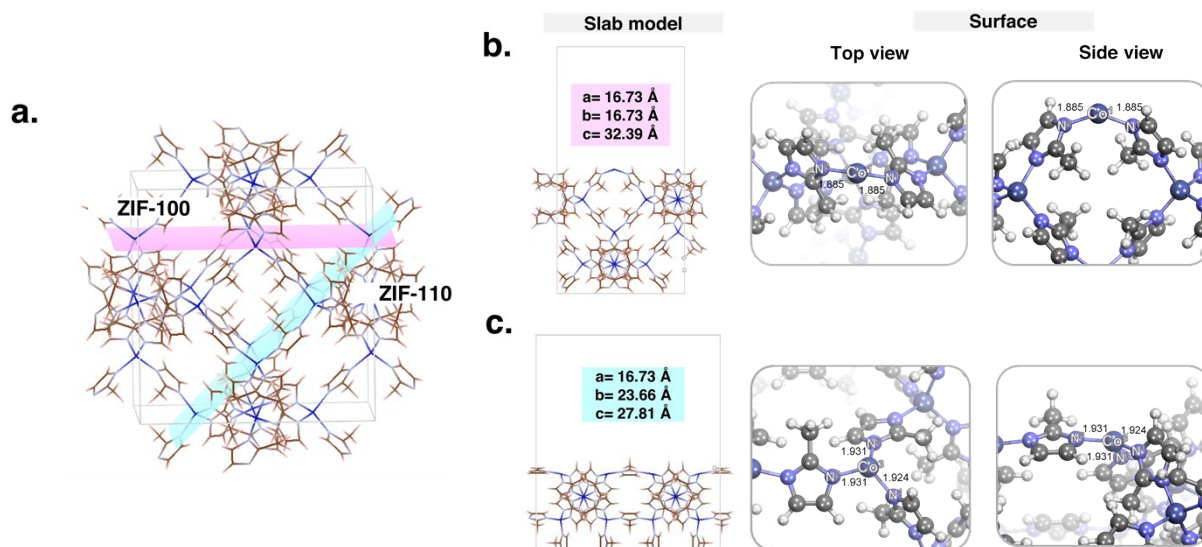 a.
ZIF-100
ZIF-110
Slab model
Surface
b.
Top view
Side view
a= 16.73 Å
b= 16.73 Å
c= 32.39 Å
N Co N
1.885 1.885
1.885 1.885
N Co N
c.
a= 16.73 Å
b= 23.66 Å
c= 27.81 Å
N
1.931
N Co
1.931 1.924
N
N Co 1.924
1.931 N